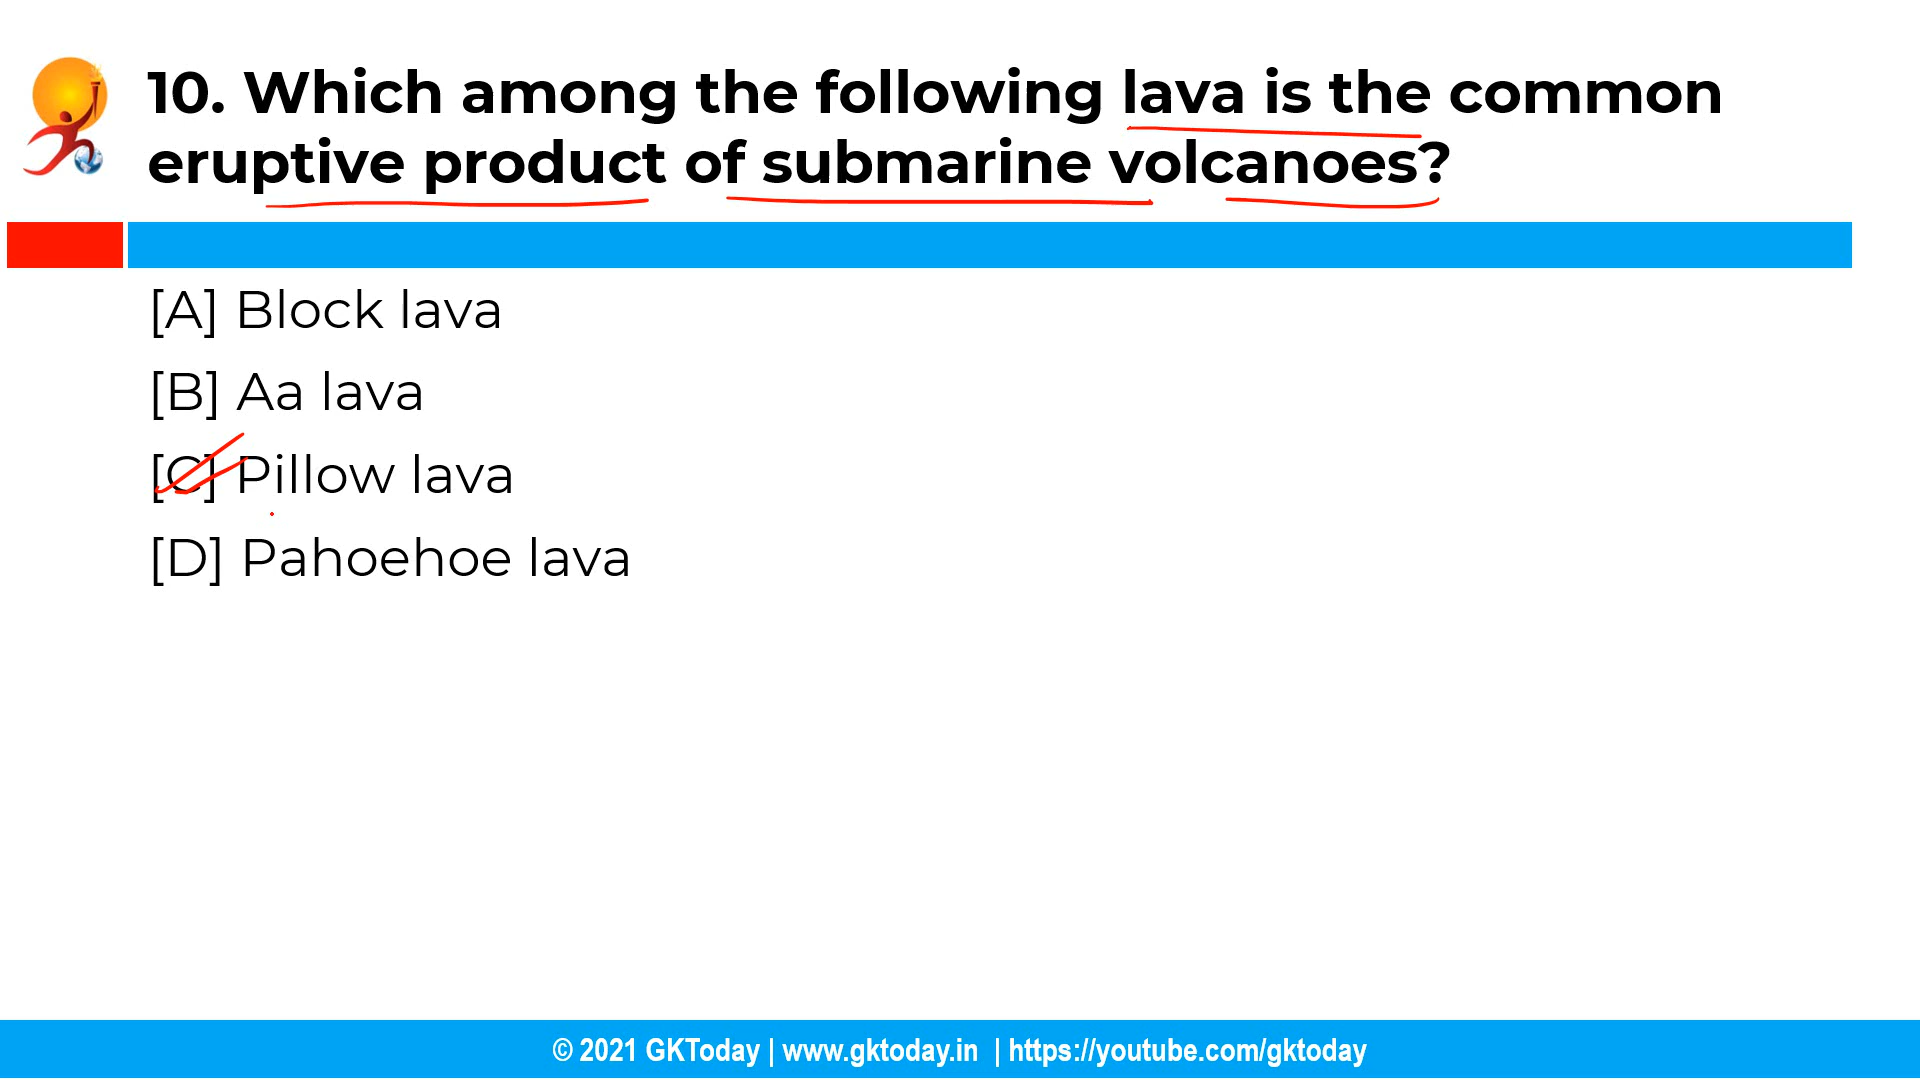 10. Which among the following lava is the common
eruptive product of submarine volcanoes?
[A] Block lava
[B] Aa lava
[C] Pillow lava
[D] Pahoehoe lava
© 2021 GKToday | www.gktoday.in | https://youtube.com/gktoday